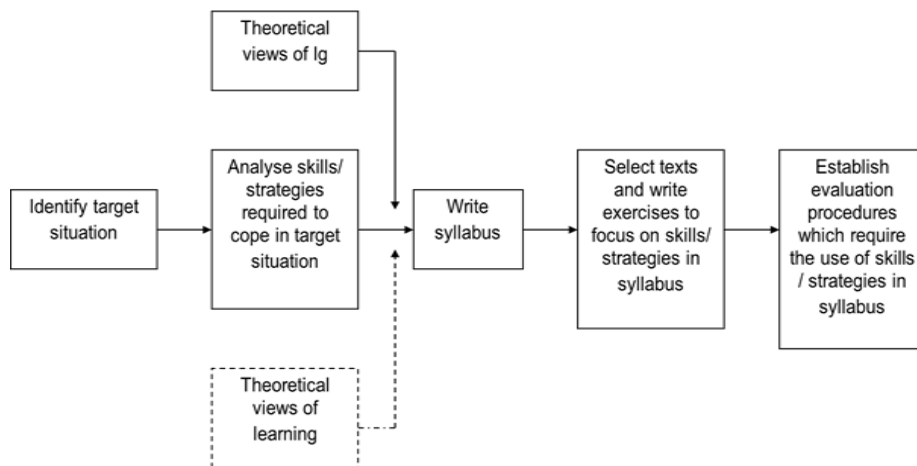 Theoretical
views of lg
Identify target
situation
Analyse skills/
strategies
required to
cope in target
situation
Write
syllabus
Select texts
and write
exercises to
focus on skills/
strategies in
syllabus
Establish
evaluation
procedures
which require
the use of skills
/ strategies in
syllabus
Theoretical
views of
learning